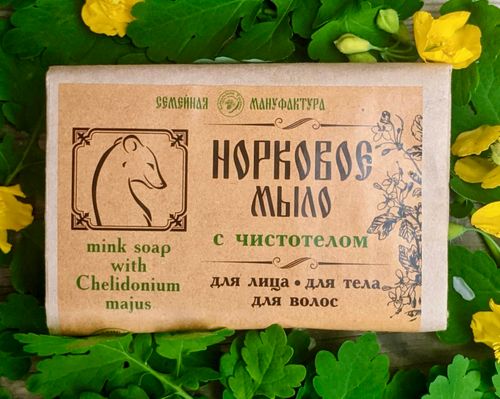 СЕМЕЙНАЯ МАНУФАКТУРА
НОРКОВОЕ
МЫЛО
с чистотелом
mink soap
with
Chelidonium
majus
для лица • для тела
для волос